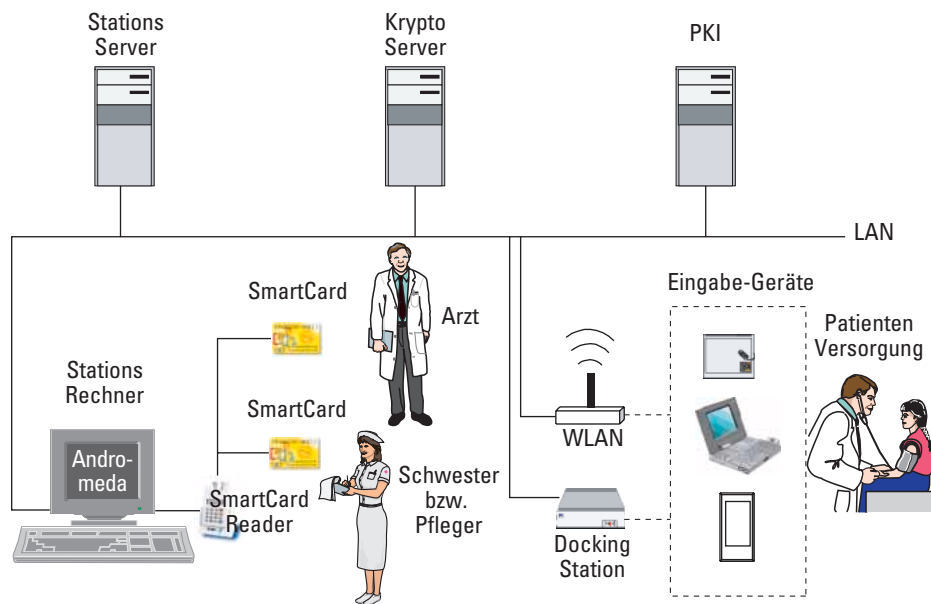 Stations
Server
Krypto
Server
PKI
LAN
SmartCard
Arzt
Eingabe-Geräte
Patienten
Versorgung
Stations
Rechner
SmartCard
WLAN
Andro-
meda
SmartCard
Reader
Schwester
bzw.
Pfleger
Docking
Station